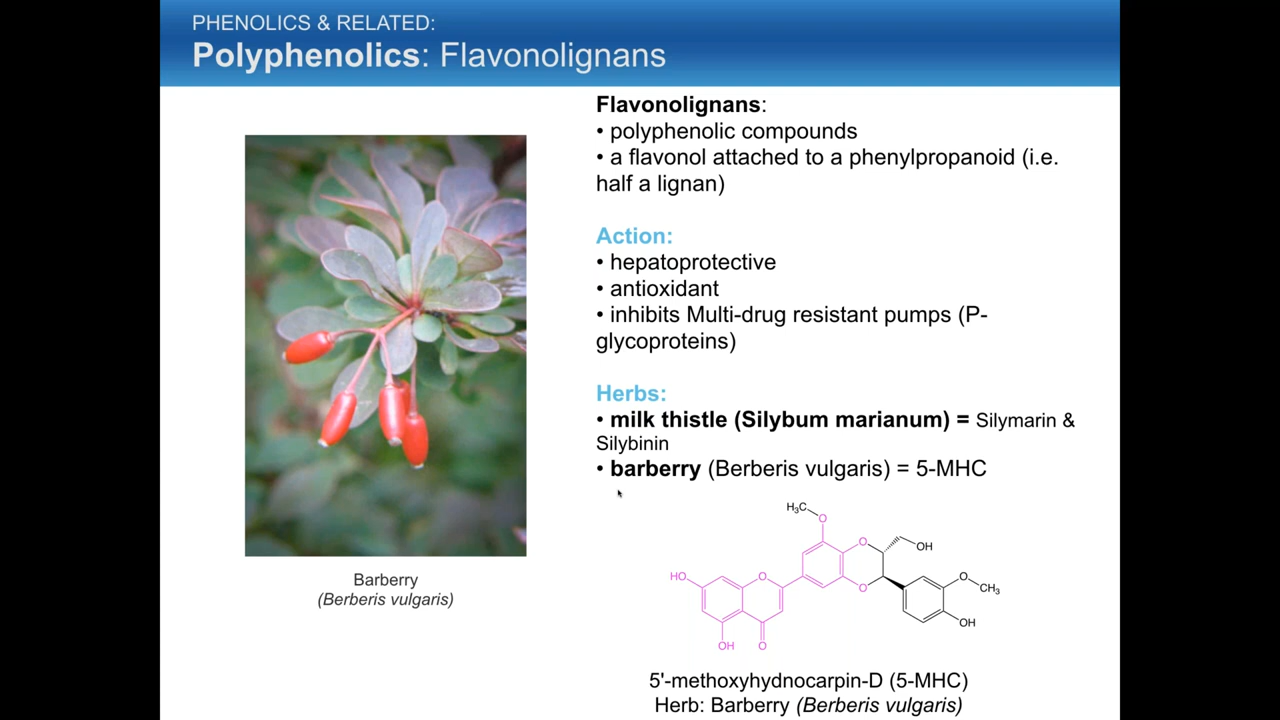 PHENOLICS & RELATED:
Polyphenolics: Flavonolignans
Flavonolignans:
• polyphenolic compounds
• a flavonol attached to a phenylpropanoid (i.e.
half a lignan)
Action:
• hepatoprotective
• antioxidant
• inhibits Multi-drug resistant pumps (P-
glycoproteins)
Herbs:
• milk thistle (Silybum marianum) = Silymarin &
Silybinin
• barberry (Berberis vulgaris) = 5-MHC
Barberry
(Berberis vulgaris)
H3C
O
O
OH
HO
O
O
O
CH3
OH
OH
O
5'-methoxyhydnocarpin-D (5-MHC)
Herb: Barberry (Berberis vulgaris)